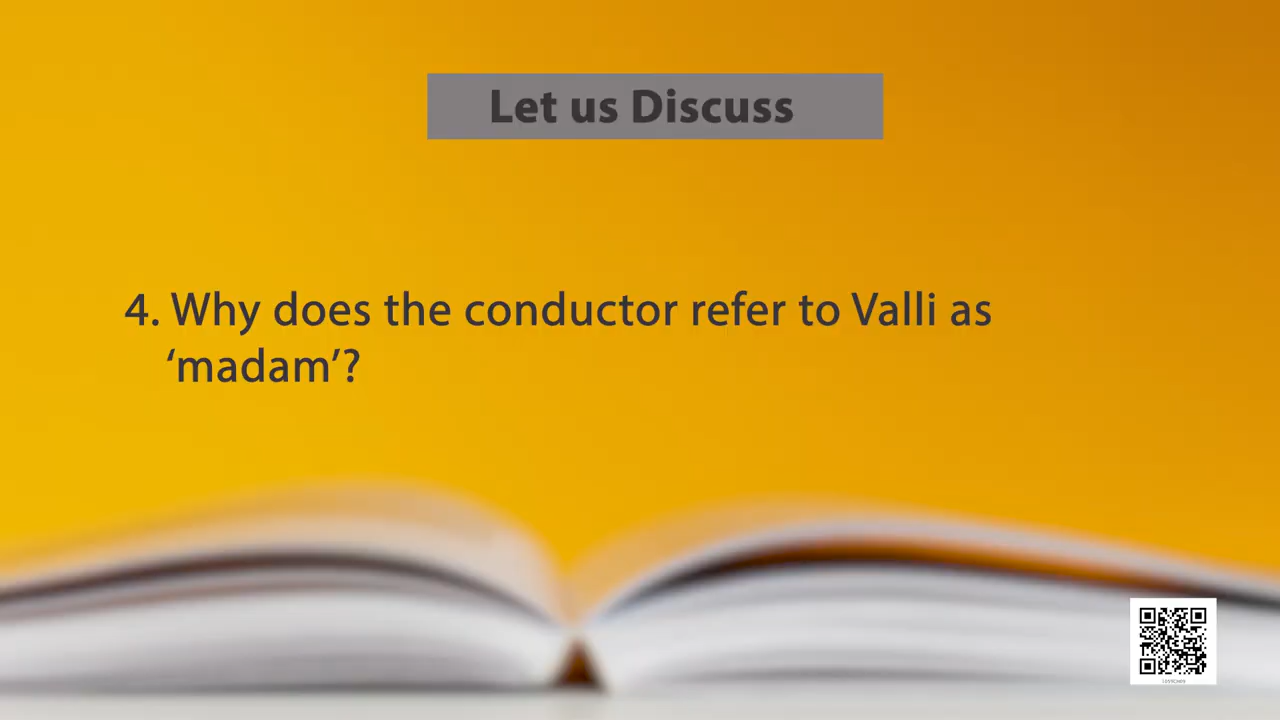 Let us Discuss
4. Why does the conductor refer to Valli as
‘madam’?